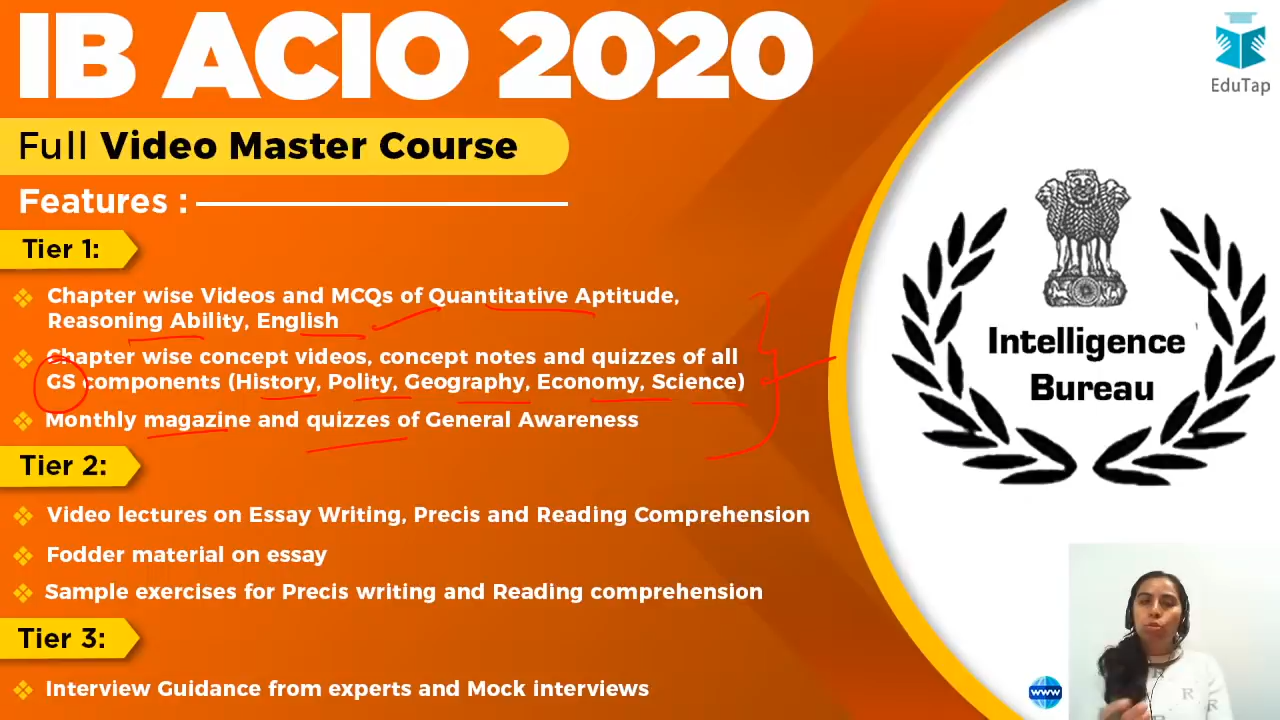 IB ACIO 2020
EduTap
Full Video Master Course
Features :
Tier 1:
Chapter wise Videos and MCQs of Quantitative Aptitude,
Reasoning Ability, English
Chapter wise concept videos, concept notes and quizzes of all
GS components (History, Polity, Geography, Economy, Science)
Monthly magazine and quizzes of General Awareness
Tier 2:
Video lectures on Essay Writing, Precis and Reading Comprehension
Fodder material on essay
Sample exercises for Precis writing and Reading comprehension
Tier 3:
Interview Guidance from experts and Mock interviews
Intelligence
Bureau
www
R
R